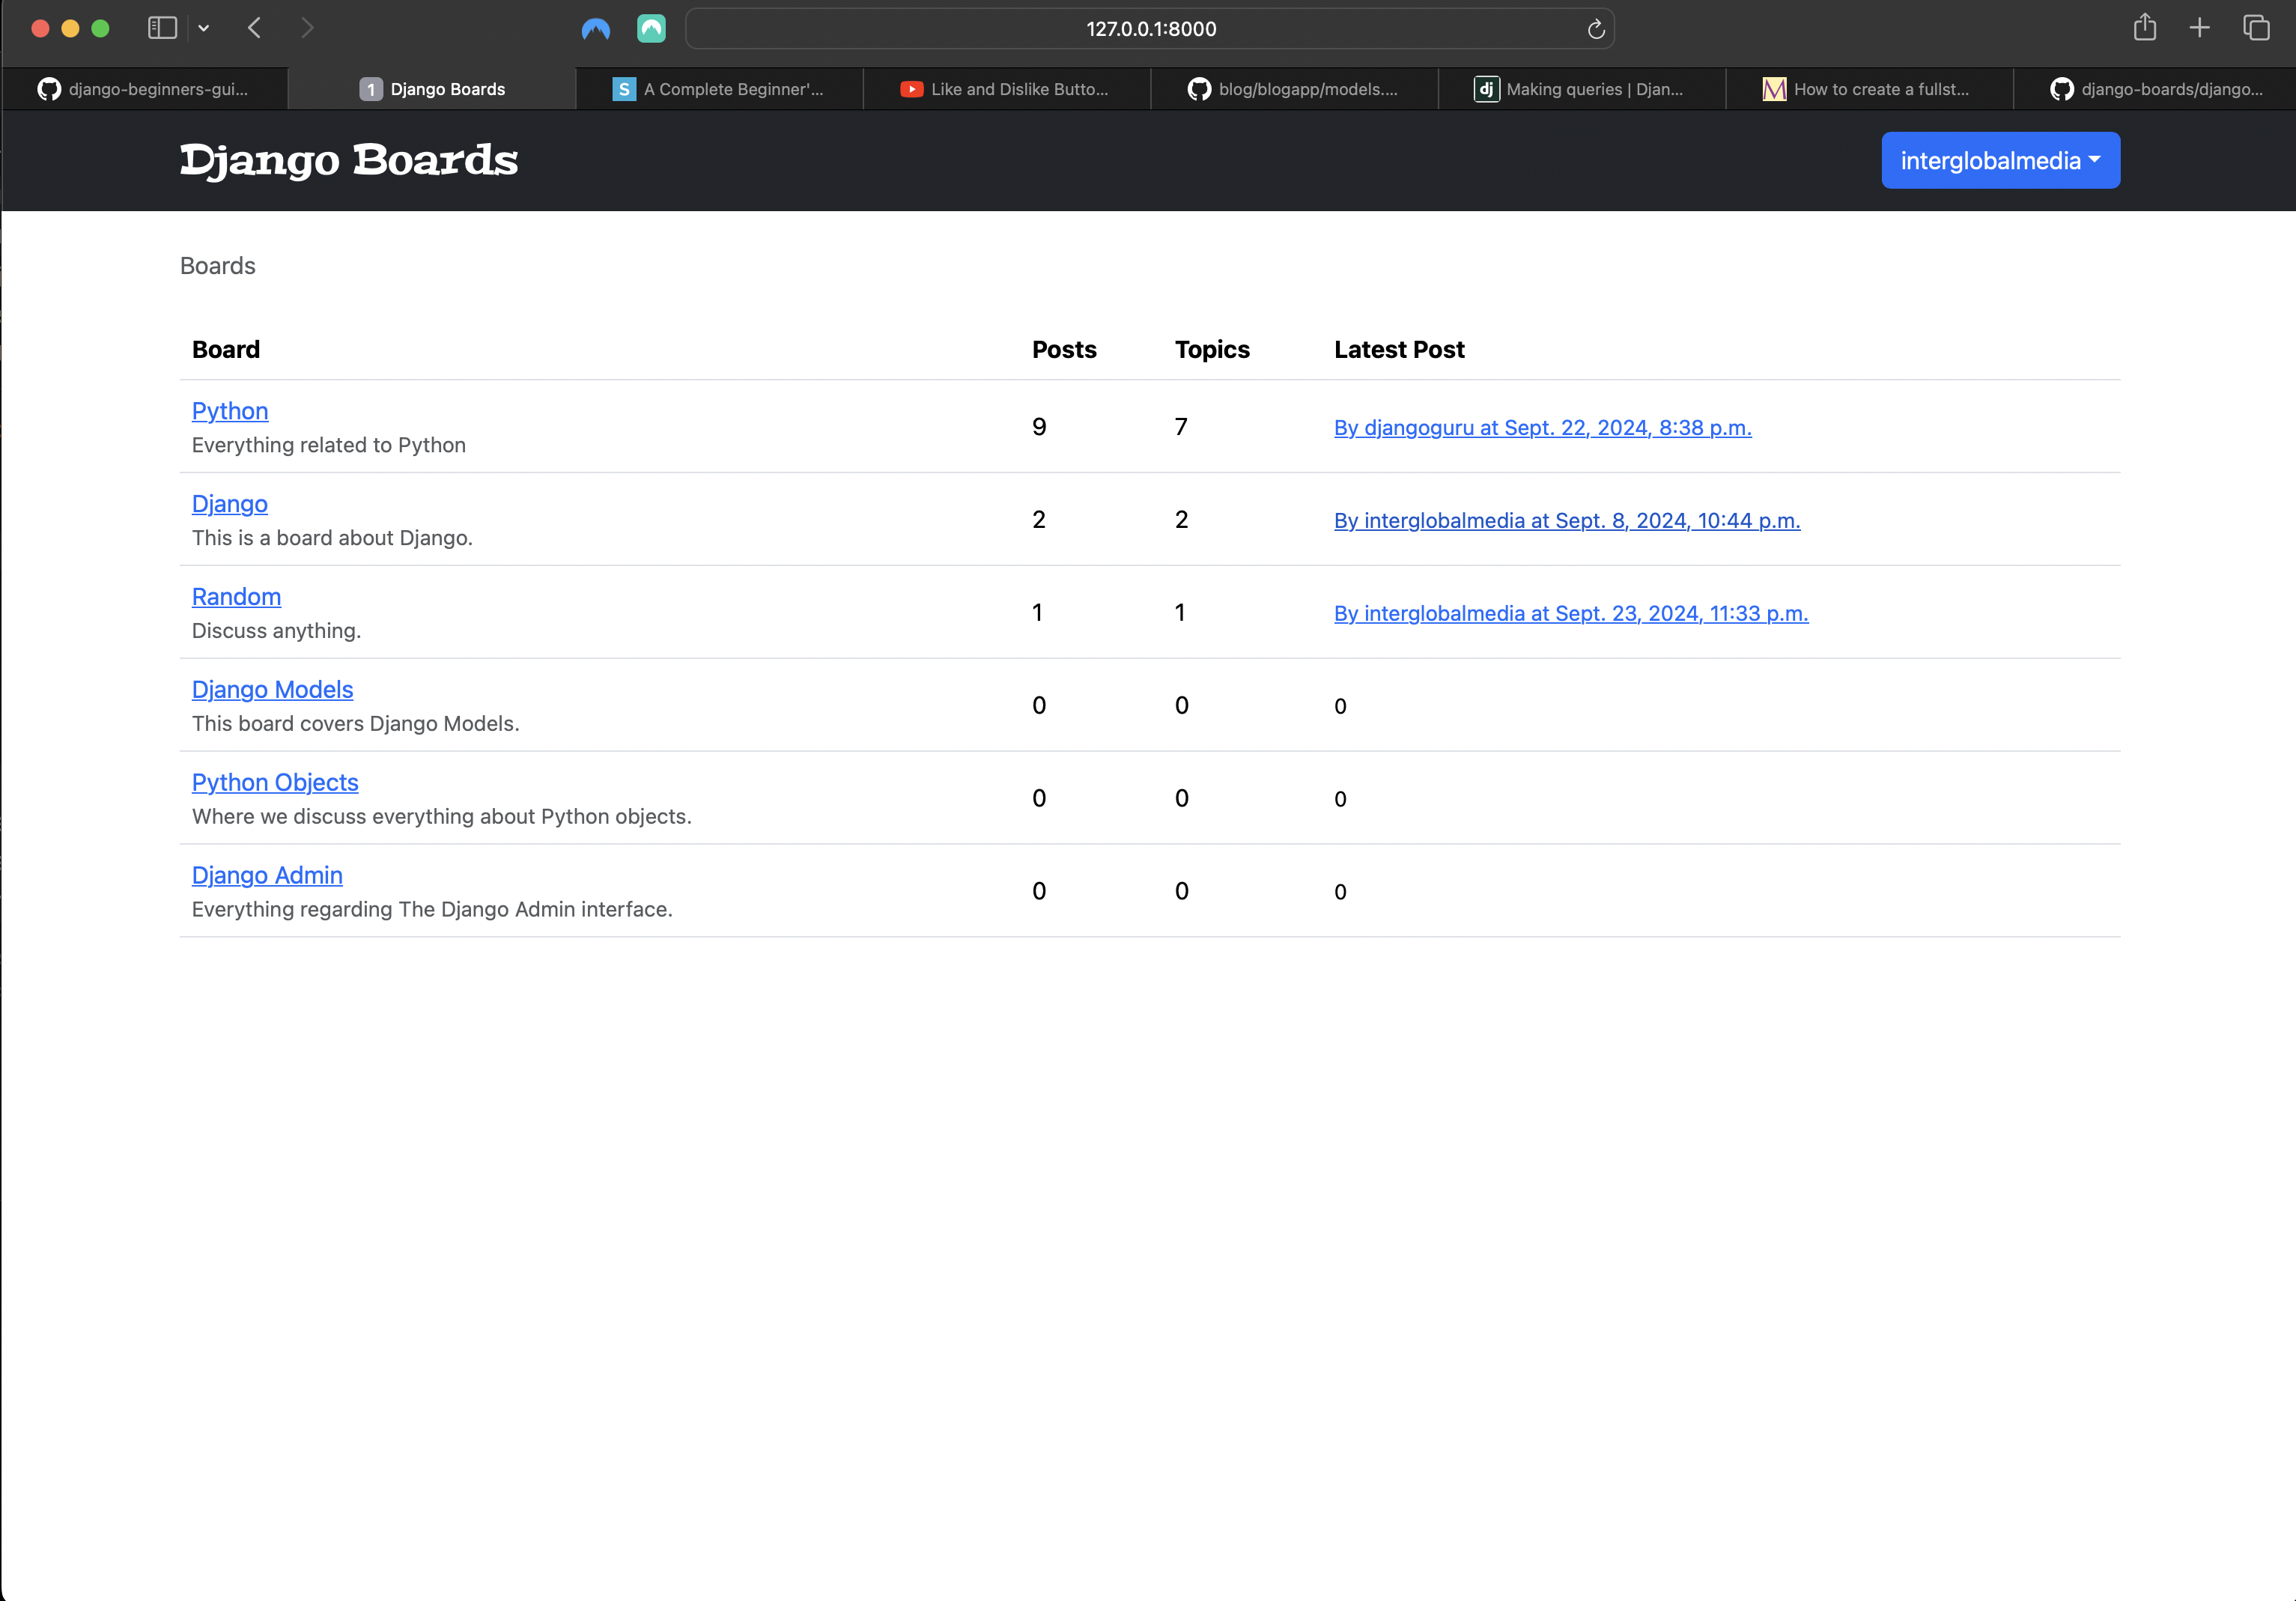 127.0.0.1:8000
django-beginners-gui...
1 Django Boards
S A Complete Beginner'...
Like and Dislike Butto...
blog/blogapp/models....
dj Making queries | Djan...
M How to create a fullst...
django-boards/django...
Django Boards
interglobalmedia
Boards
Board Posts Topics Latest Post
Python
Everything related to Python
9 7 By djangoguru at Sept. 22, 2024, 8:38 p.m.
Django
This is a board about Django.
2 2 By interglobalmedia at Sept. 8, 2024, 10:44 p.m.
Random
Discuss anything.
1 1 By interglobalmedia at Sept. 23, 2024, 11:33 p.m.
Django Models
This board covers Django Models.
0 0 0
Python Objects
Where we discuss everything about Python objects.
0 0 0
Django Admin
Everything regarding The Django Admin interface.
0 0 0